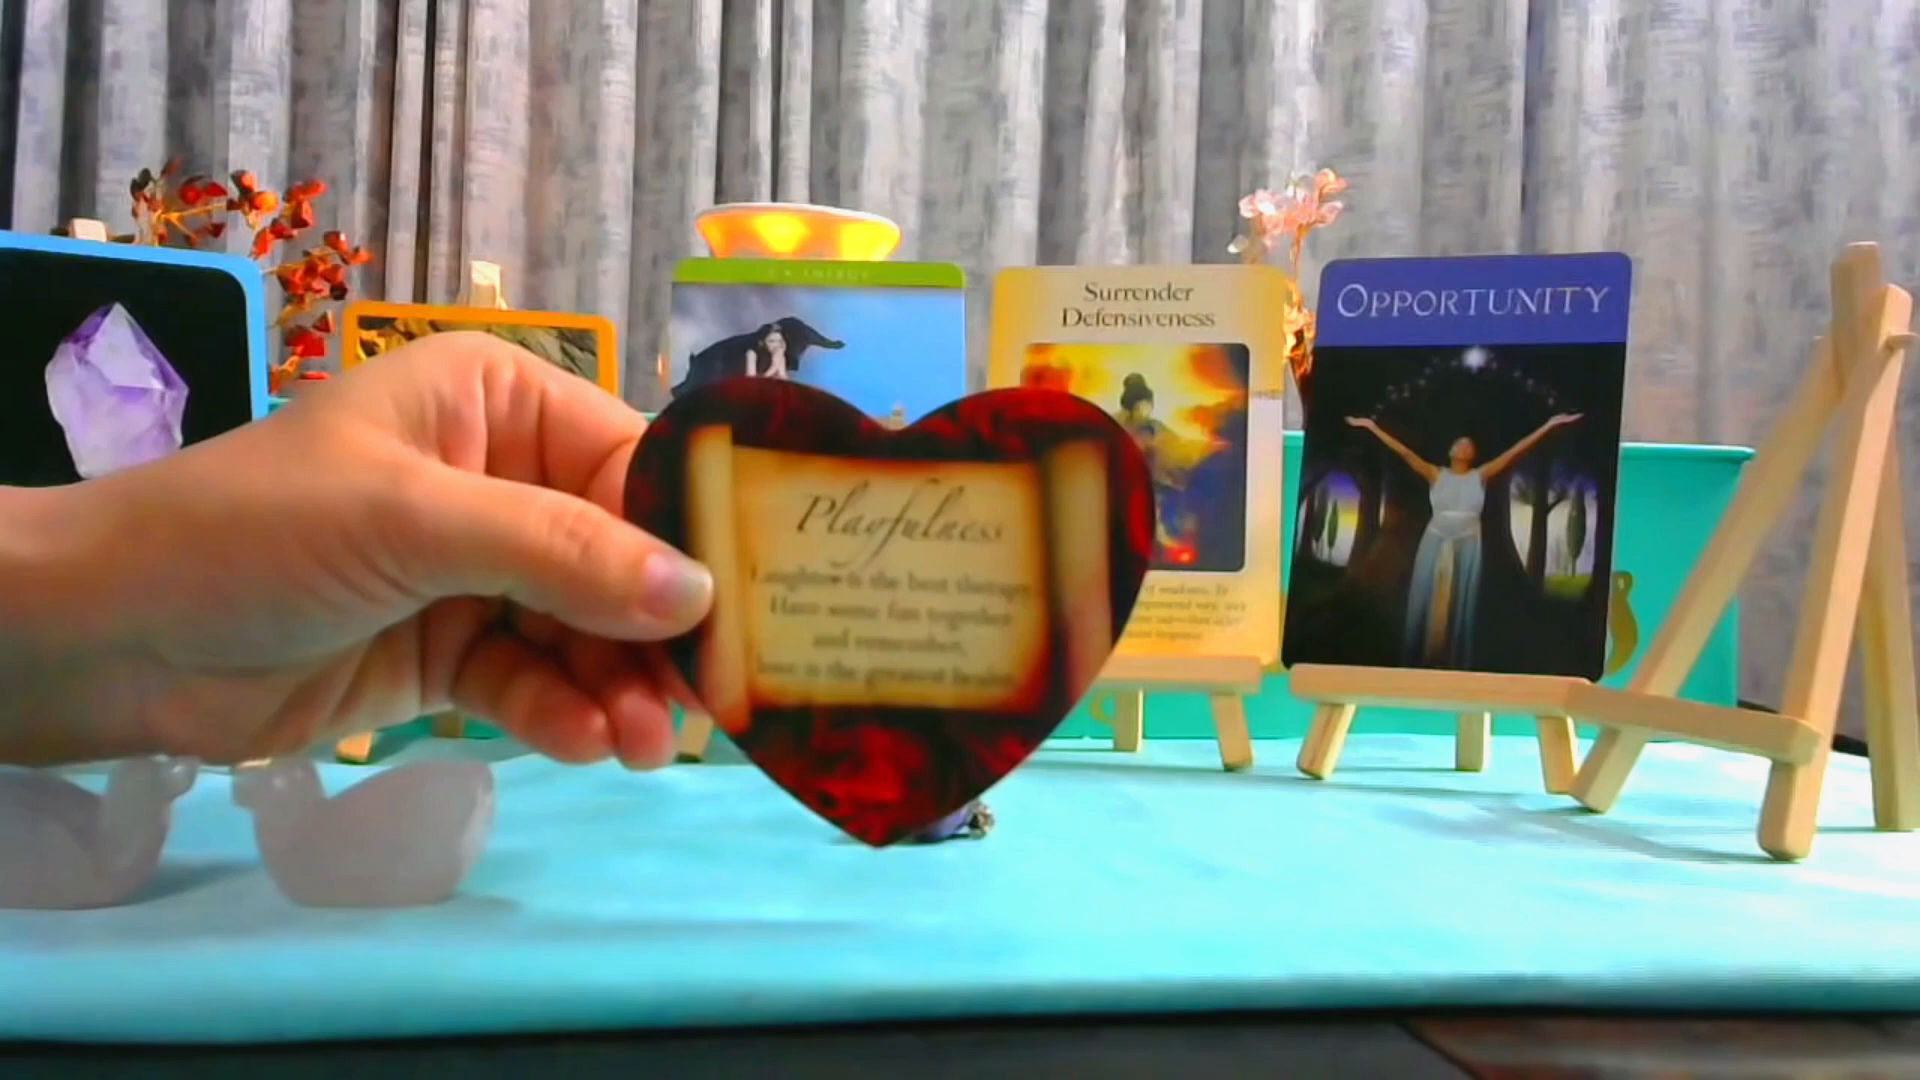 ENERGY
Surrender
Defensiveness
OPPORTUNITY
Playfulness
Laughter is the best therapy.
Have some fun together
and remember,
love is the greatest healer.